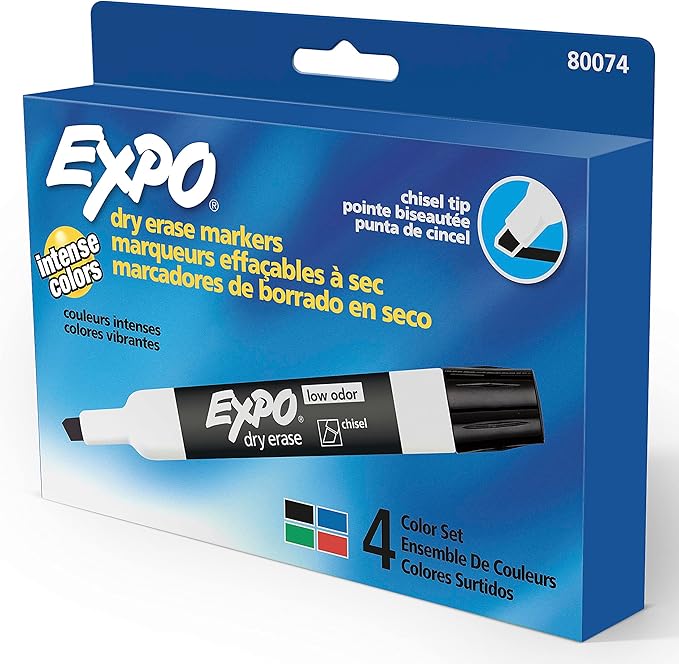 80074
EXPO®
chisel tip
pointe biseautée
punta de cincel
dry erase markers
marqueurs effaçables à sec
marcadores de borrado en seco
intense
colors
couleurs intenses
colores vibrantes
EXPO®
low odor
dry erase
chisel
4
Color Set
Ensemble De Couleurs
Colores Surtidos